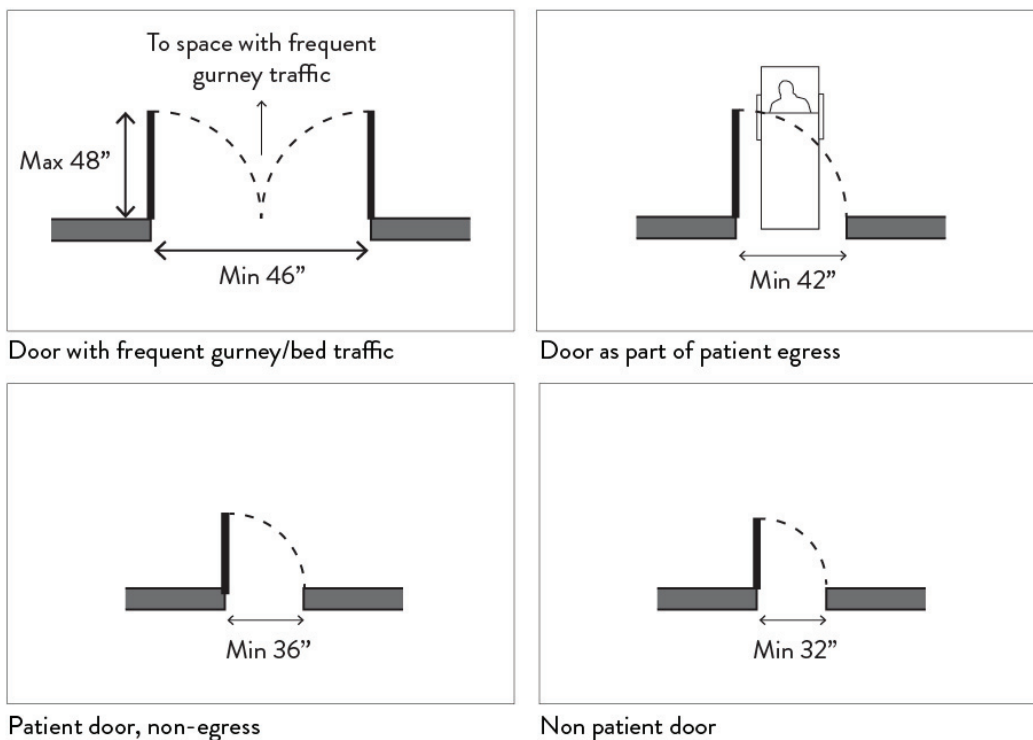 To space with frequent
gurney traffic
Max 48”
Min 46”
Door with frequent gurney/bed traffic
Min 42”
Door as part of patient egress
Min 36”
Patient door, non-egress
Min 32”
Non patient door